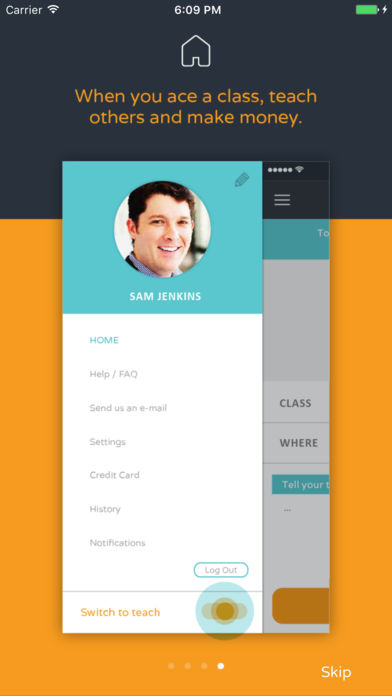 Carrier 6:09 PM
When you ace a class, teach
others and make money.
To
SAM JENKINS
HOME
Help / FAQ
Send us an e-mail
CLASS
Settings
WHERE
Credit Card
Tell your t
History
...
Notifications
Log Out
Switch to teach
Skip